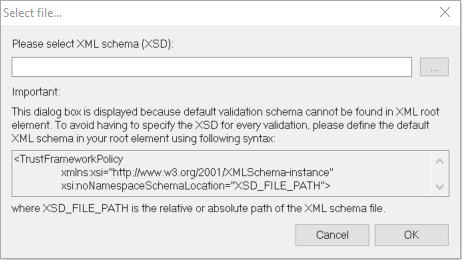 Select file...
Please select XML schema (XSD):
...
Important:
This dialog box is displayed because default validation schema cannot be found in XML root
element. To avoid having to specify the XSD for every validation, please define the default
XML schema in your root element using following syntax:
<TrustFrameworkPolicy
xmlns:xsi="http://www.w3.org/2001/XMLSchema-instance"
xsi:noNamespaceSchemaLocation="XSD_FILE_PATH">
where XSD_FILE_PATH is the relative or absolute path of the XML schema file.
Cancel OK